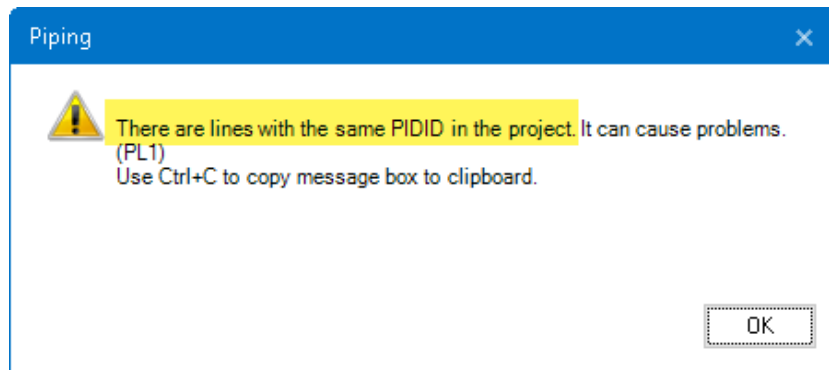 Piping
There are lines with the same PIDID in the project. It can cause problems.
(PL1)
Use Ctrl+C to copy message box to clipboard.
OK